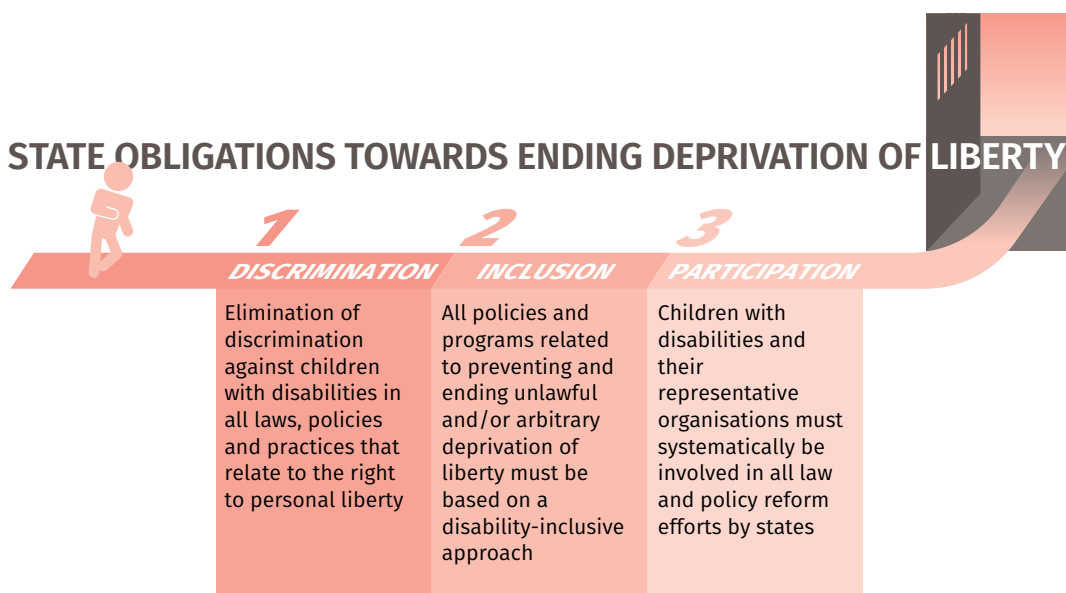 STATE OBLIGATIONS TOWARDS ENDING DEPRIVATION OF LIBERTY
1
DISCRIMINATION
Elimination of
discrimination
against children
with disabilities in
all laws, policies
and practices that
relate to the right
to personal liberty
2
INCLUSION
All policies and
programs related
to preventing and
ending unlawful
and/or arbitrary
deprivation of
liberty must be
based on a
disability-inclusive
approach
3
PARTICIPATION
Children with
disabilities and
their
representative
organisations must
systematically be
involved in all law
and policy reform
efforts by states